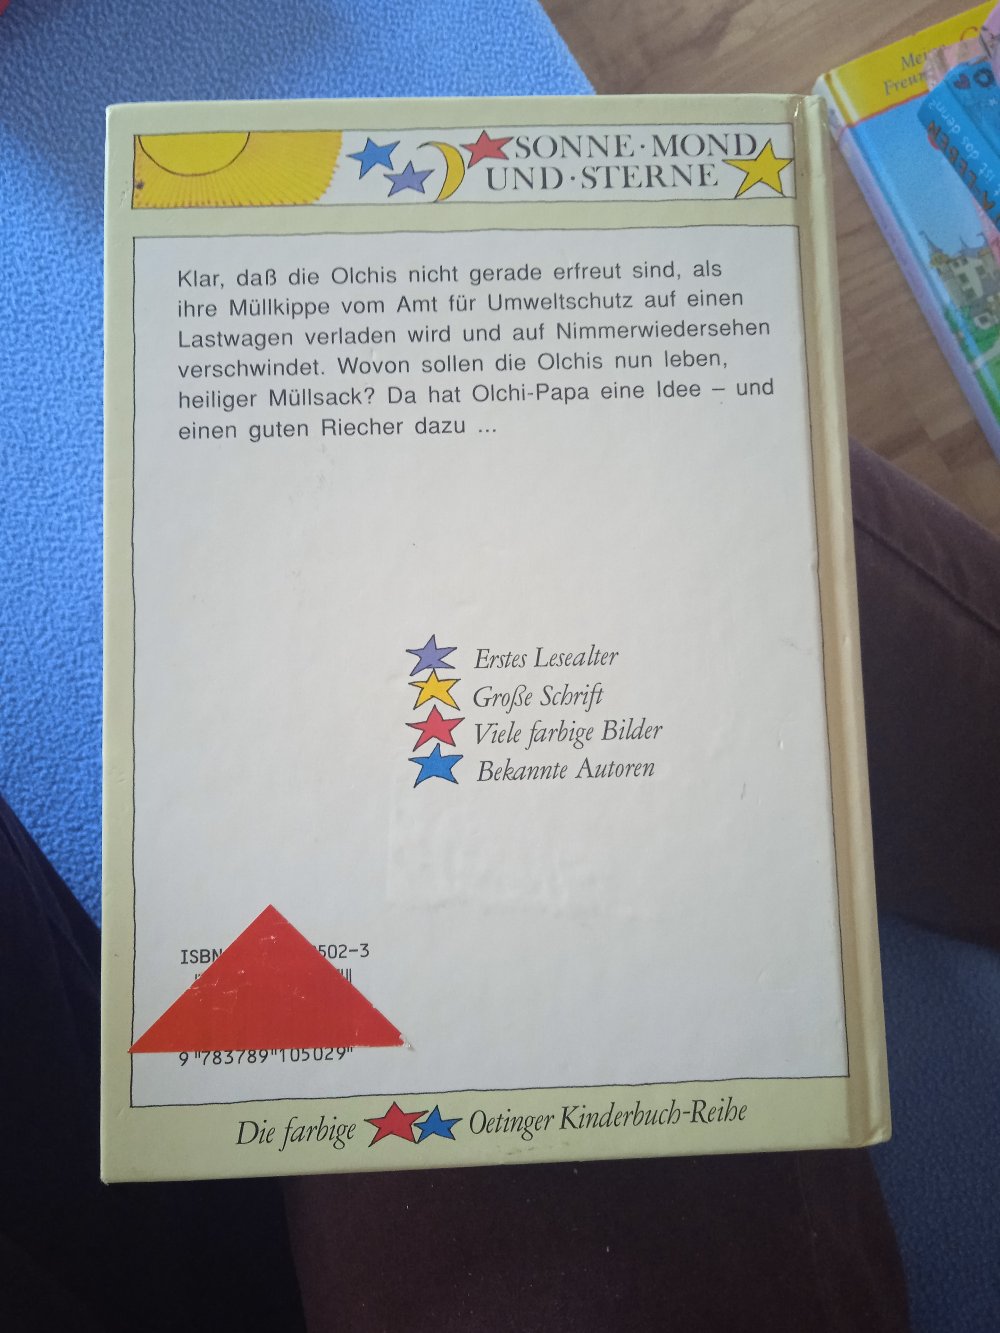 SONNE · MOND
UND · STERNE
Klar, daß die Olchis nicht gerade erfreut sind, als
ihre Müllkippe vom Amt für Umweltschutz auf einen
Lastwagen verladen wird und auf Nimmerwiedersehen
verschwindet. Wovon sollen die Olchis nun leben,
heiliger Müllsack? Da hat Olchi-Papa eine Idee – und
einen guten Riecher dazu ...
Erstes Lesealter
Große Schrift
Viele farbige Bilder
Bekannte Autoren
ISBN 502-3
9 783789 105029
Die farbige Oetinger Kinderbuch-Reihe